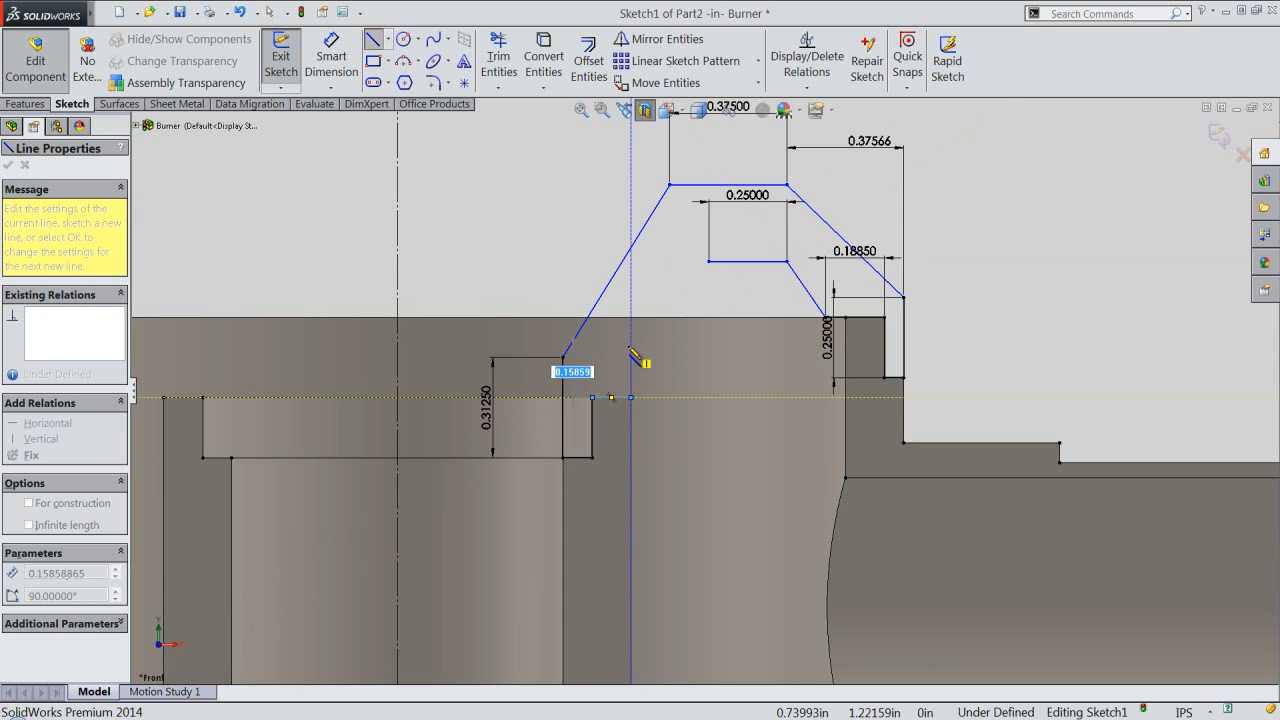 SOLIDWORKS
Sketch1 of Part2 -in- Burner *
Search Commands
Edit Component
No Exte...
Hide/Show Components
Change Transparency
Assembly Transparency
Exit Sketch
Smart Dimension
Trim Entities
Convert Entities
Offset Entities
Mirror Entities
Linear Sketch Pattern
Move Entities
Display/Delete Relations
Repair Sketch
Quick Snaps
Rapid Sketch
Features
Sketch
Surfaces
Sheet Metal
Data Migration
Evaluate
DimXpert
Office Products
Burner (Default<Display St...
Line Properties
?
Message
Edit the settings of the
current line, sketch a new
line, or select OK to
change the settings for
the next new line.
Existing Relations
Under Defined
Add Relations
Horizontal
Vertical
Fix
Options
For construction
Infinite length
Parameters
0.15858865
90.00000°
Additional Parameters
0.37500
0.37566
0.25000
0.18850
0.25000
0.15859
0.31250
Y
X
*Front
Model
Motion Study 1
SolidWorks Premium 2014
0.73993in
1.22159in
0in
Under Defined
Editing Sketch1
IPS